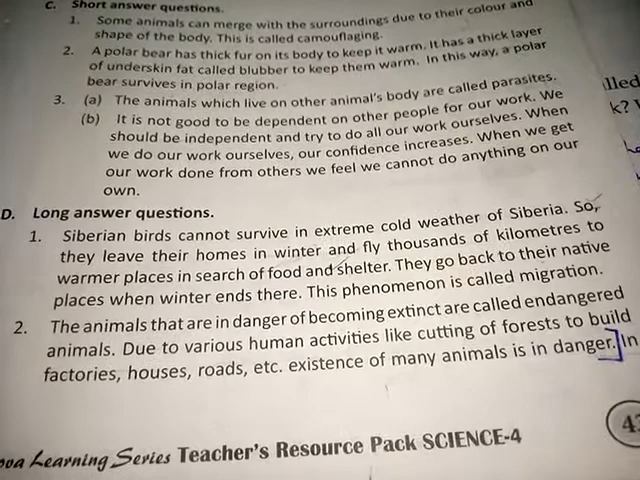 C. Short answer questions.
1. Some animals can merge with the surroundings due to their colour and
shape of the body. This is called camouflaging.
2. A polar bear has thick fur on its body to keep it warm. It has a thick layer
of underskin fat called blubber to keep them warm. In this way, a polar
bear survives in polar region.
3. (a) The animals which live on other animal's body are called parasites.
(b) It is not good to be dependent on other people for our work. We
should be independent and try to do all our work ourselves. When
we do our work ourselves, our confidence increases. When we get
our work done from others we feel we cannot do anything on our
own.
D. Long answer questions.
1. Siberian birds cannot survive in extreme cold weather of Siberia. So,
they leave their homes in winter and fly thousands of kilometres to
warmer places in search of food and shelter. They go back to their native
places when winter ends there. This phenomenon is called migration.
2. The animals that are in danger of becoming extinct are called endangered
animals. Due to various human activities like cutting of forests to build
factories, houses, roads, etc. existence of many animals is in danger. In
Learning Series Teacher's Resource Pack SCIENCE-4